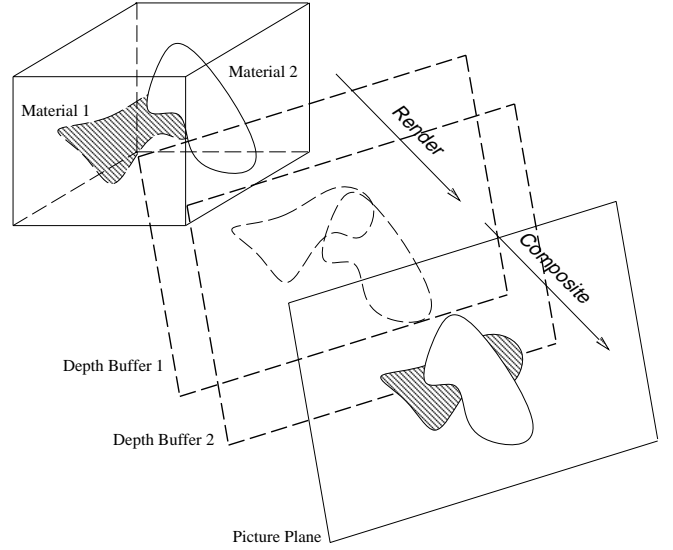 Material 2
Material 1
Render
Composite
Depth Buffer 1
Depth Buffer 2
Picture Plane